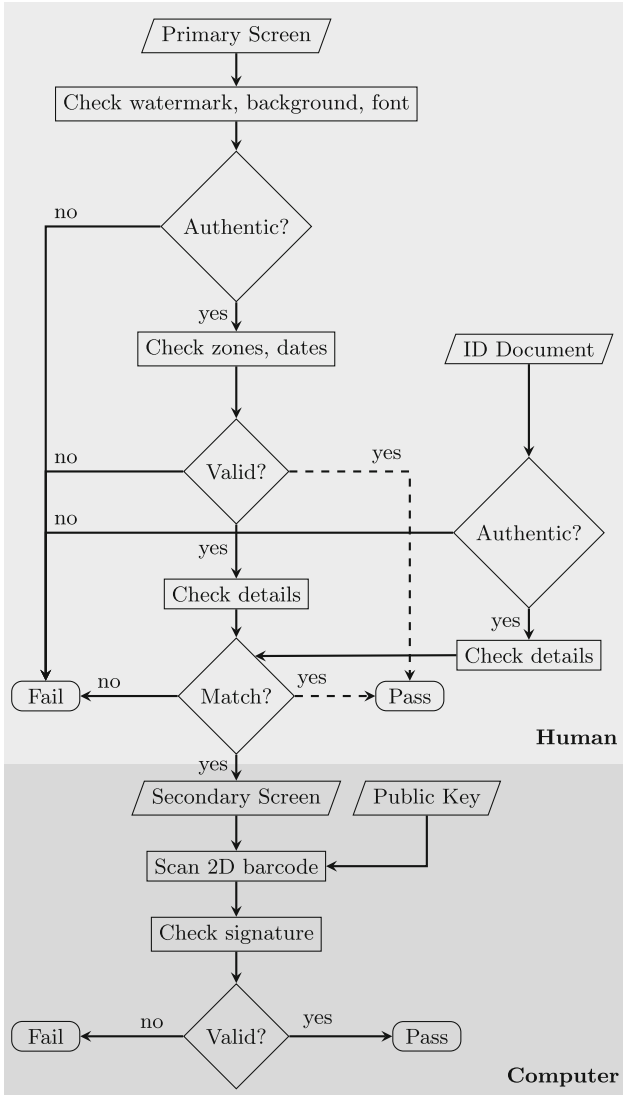 Primary Screen
Check watermark, background, font
no
Authentic?
yes
Check zones, dates
ID Document
no
Valid?
yes
no
Authentic?
yes
Check details
yes
Check details
Fail
no
Match?
yes
Pass
Human
yes
Secondary Screen
Public Key
Scan 2D barcode
Check signature
Fail
no
Valid?
yes
Pass
Computer